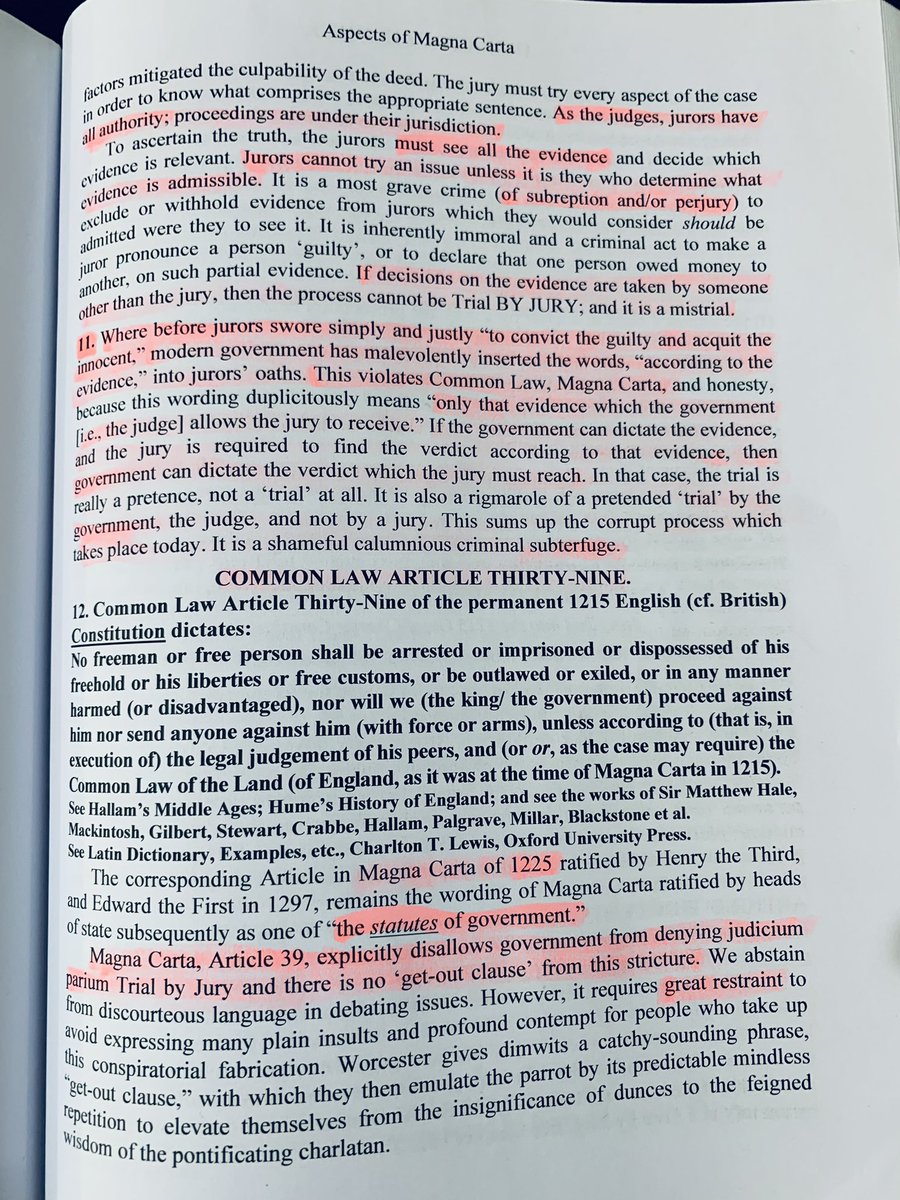 Aspects of Magna Carta
factors mitigated the culpability of the deed. The jury must try every aspect of the case
in order to know what comprises the appropriate sentence. As the judges, jurors have
all authority; proceedings are under their jurisdiction.
To ascertain the truth, the jurors must see all the evidence and decide which
evidence is relevant. Jurors cannot try an issue unless it is they who determine what
evidence is admissible. It is a most grave crime (of subreption and/or perjury) to
exclude or withhold evidence from jurors which they would consider should be
admitted were they to see it. It is inherently immoral and a criminal act to make a
juror pronounce a person ‘guilty’, or to declare that one person owed money to
another, on such partial evidence. If decisions on the evidence are taken by someone
other than the jury, then the process cannot be Trial BY JURY; and it is a mistrial.
11. Where before jurors swore simply and justly “to convict the guilty and acquit the
innocent,” modern government has malevolently inserted the words, “according to the
evidence,” into jurors’ oaths. This violates Common Law, Magna Carta, and honesty,
because this wording duplicitously means “only that evidence which the government
[i.e., the judge] allows the jury to receive.” If the government can dictate the evidence,
and the jury is required to find the verdict according to that evidence, then
government can dictate the verdict which the jury must reach. In that case, the trial is
really a pretence, not a ‘trial’ at all. It is also a rigmarole of a pretended ‘trial’ by the
government, the judge, and not by a jury. This sums up the corrupt process which
takes place today. It is a shameful calumnious criminal subterfuge.
COMMON LAW ARTICLE THIRTY-NINE.
12. Common Law Article Thirty-Nine of the permanent 1215 English (cf. British)
Constitution dictates:
No freeman or free person shall be arrested or imprisoned or dispossessed of his
freehold or his liberties or free customs, or be outlawed or exiled, or in any manner
harmed (or disadvantaged), nor will we (the king/ the government) proceed against
him nor send anyone against him (with force or arms), unless according to (that is, in
execution of) the legal judgement of his peers, and (or or, as the case may require) the
Common Law of the Land (of England, as it was at the time of Magna Carta in 1215).
See Hallam’s Middle Ages; Hume’s History of England; and see the works of Sir Matthew Hale,
Mackintosh, Gilbert, Stewart, Crabbe, Hallam, Palgrave, Millar, Blackstone et al.
See Latin Dictionary, Examples, etc., Charlton T. Lewis, Oxford University Press.
The corresponding Article in Magna Carta of 1225 ratified by Henry the Third,
and Edward the First in 1297, remains the wording of Magna Carta ratified by heads
of state subsequently as one of “the statutes of government.”
Magna Carta, Article 39, explicitly disallows government from denying judicium
parium Trial by Jury and there is no ‘get-out clause’ from this stricture. We abstain
from discourteous language in debating issues. However, it requires great restraint to
avoid expressing many plain insults and profound contempt for people who take up
this conspiratorial fabrication. Worcester gives dimwits a catchy-sounding phrase,
“get-out clause,” with which they then emulate the parrot by its predictable mindless
repetition to elevate themselves from the insignificance of dunces to the feigned
wisdom of the pontificating charlatan.